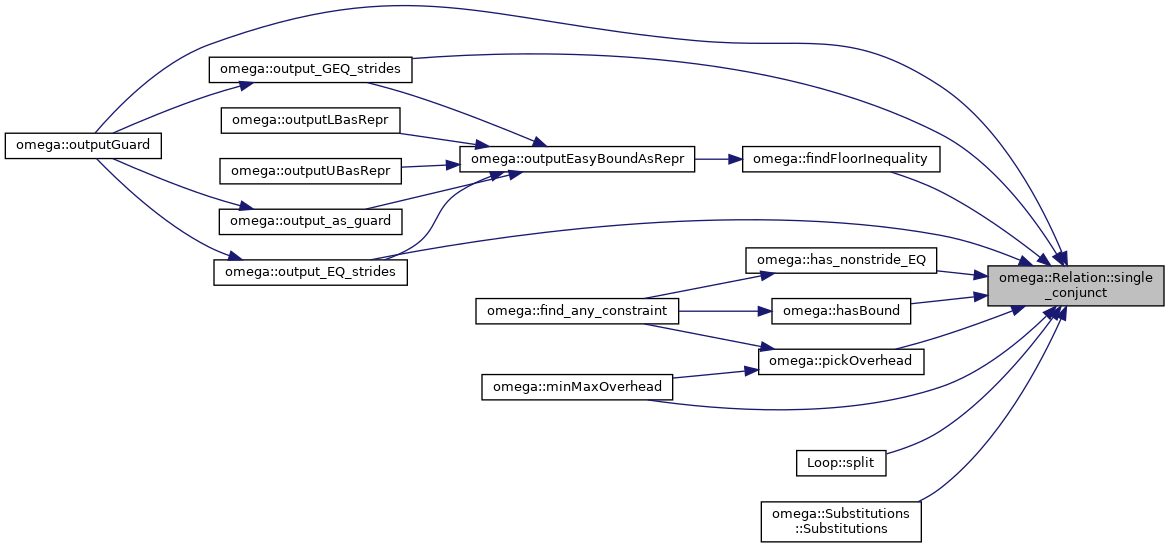 omega::outputGuard
omega::output_GEQ_strides
omega::outputLBasRepr
omega::outputUBasRepr
omega::output_as_guard
omega::output_EQ_strides
omega::outputEasyBoundAsRepr
omega::findFloorInequality
omega::has_nonstride_EQ
omega::find_any_constraint
omega::hasBound
omega::pickOverhead
omega::minMaxOverhead
Loop::split
omega::Substitutions
::Substitutions
omega::Relation::single
_conjunct